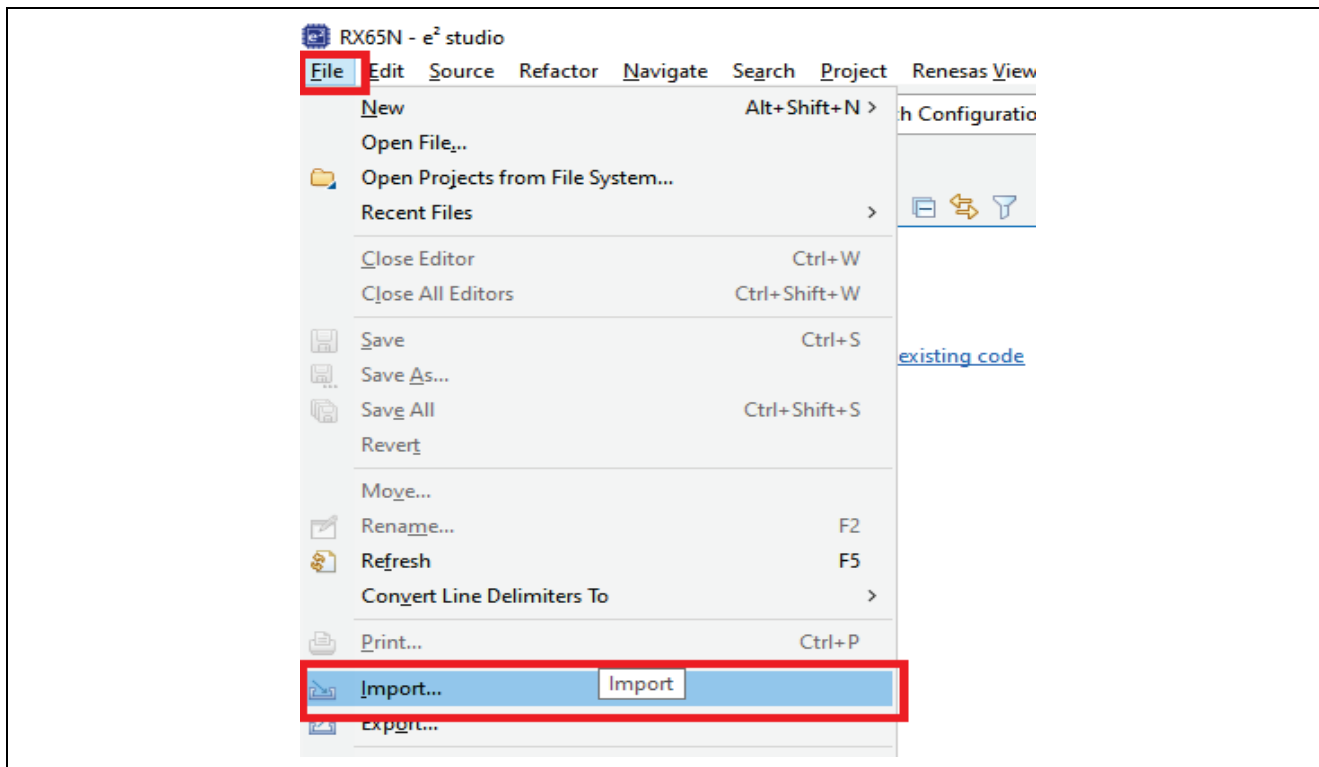 RX65N - e² studio
File Edit Source Refactor Navigate Search Project Renesas View
New Alt+Shift+N >
h Configuratio
Open File...
Open Projects from File System...
Recent Files >
Close Editor Ctrl+W
Close All Editors Ctrl+Shift+W
Save Ctrl+S
existing code
Save As...
Save All Ctrl+Shift+S
Revert
Move...
Rename... F2
Refresh F5
Convert Line Delimiters To >
Print... Ctrl+P
Import... Import
Export...